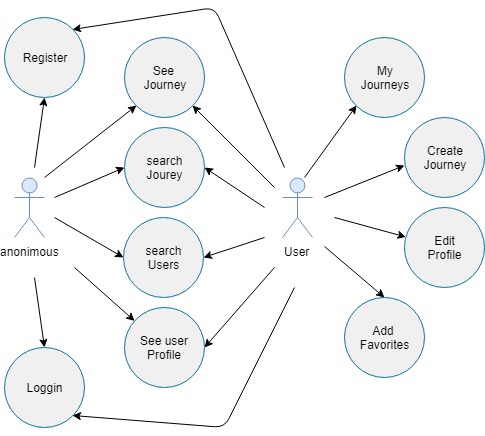 Register
See
Journey
My
Journeys
search
Jourey
Create
Journey
anonimous
User
search
Users
Edit
Profile
See user
Profile
Add
Favorites
Loggin